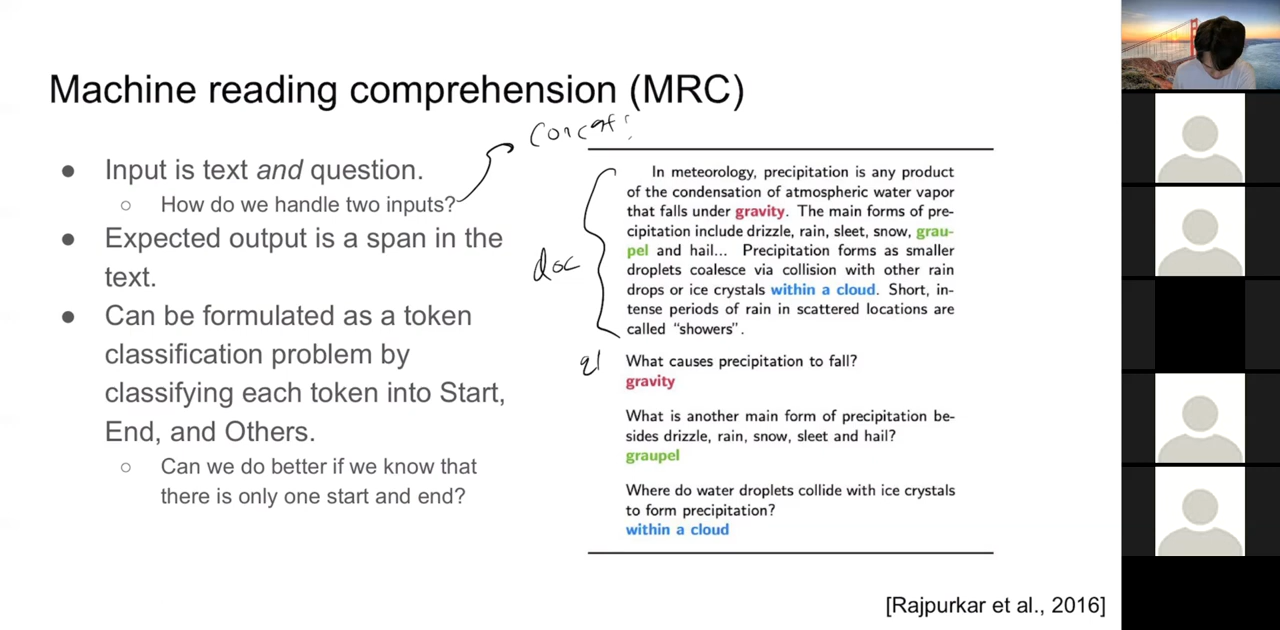 Machine reading comprehension (MRC)
concat
● Input is text and question.
○ How do we handle two inputs?
● Expected output is a span in the
text.
● Can be formulated as a token
classification problem by
classifying each token into Start,
End, and Others.
○ Can we do better if we know that
there is only one start and end?
doc
In meteorology, precipitation is any product
of the condensation of atmospheric water vapor
that falls under gravity. The main forms of pre-
cipitation include drizzle, rain, sleet, snow, grau-
pel and hail... Precipitation forms as smaller
droplets coalesce via collision with other rain
drops or ice crystals within a cloud. Short, in-
tense periods of rain in scattered locations are
called “showers”.
q1
What causes precipitation to fall?
gravity
What is another main form of precipitation be-
sides drizzle, rain, snow, sleet and hail?
graupel
Where do water droplets collide with ice crystals
to form precipitation?
within a cloud
[Rajpurkar et al., 2016]